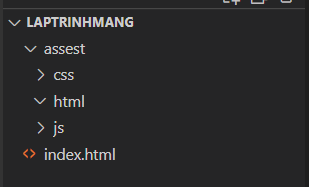 LAPTRINHMANG
assest
css
html
js
index.html